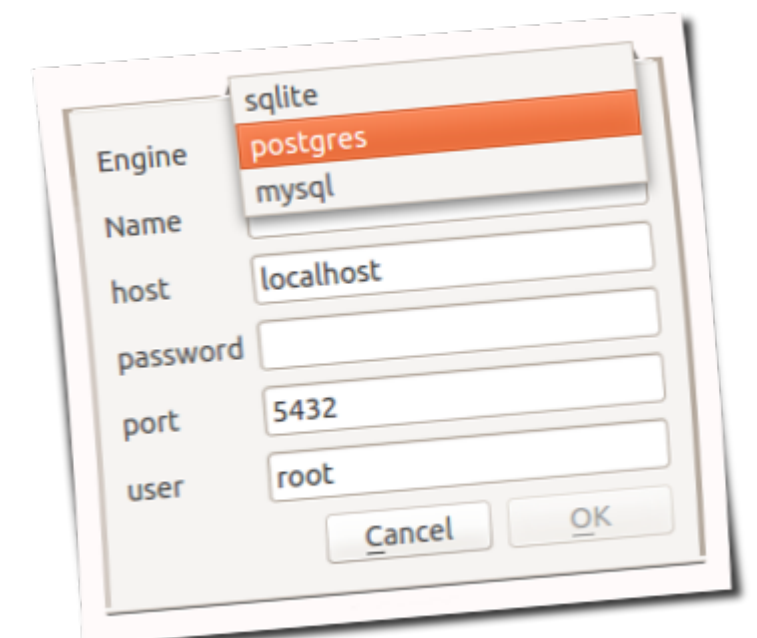 sqlite
Engine postgres
mysql
Name
host localhost
password
port 5432
user root
Cancel OK